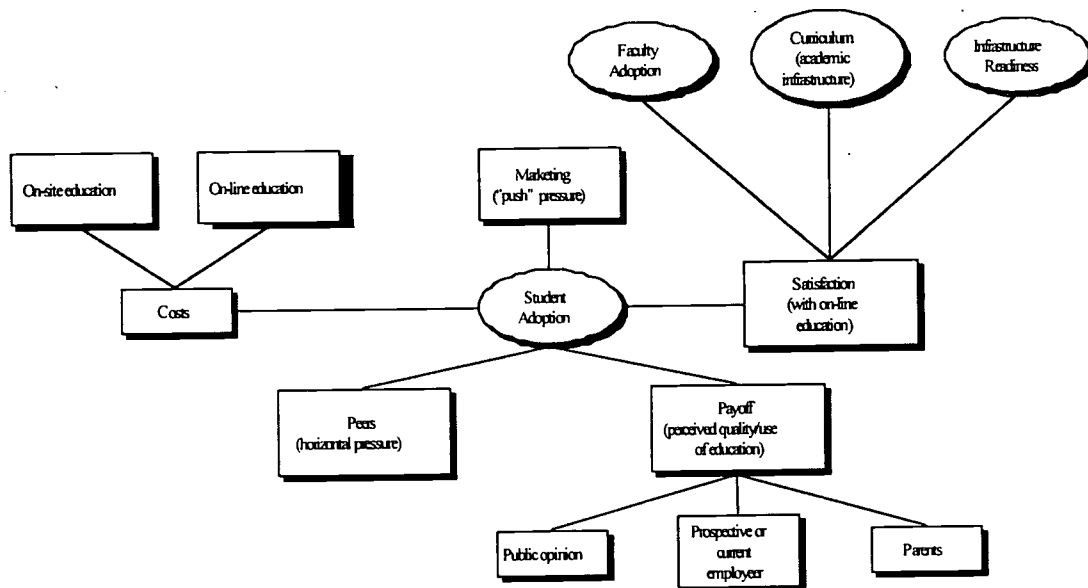 Faculty
Adoption
Curriculum
(academic
infrastructure)
Infrastructure
Readiness
On-site education
On-line education
Marketing
("push" pressure)
Costs
Student
Adoption
Satisfaction
(with on-line
education)
Peers
(horizontal pressure)
Payoff
(perceived quality/use
of education)
Public opinion
Prospective or
current
employeer
Parents